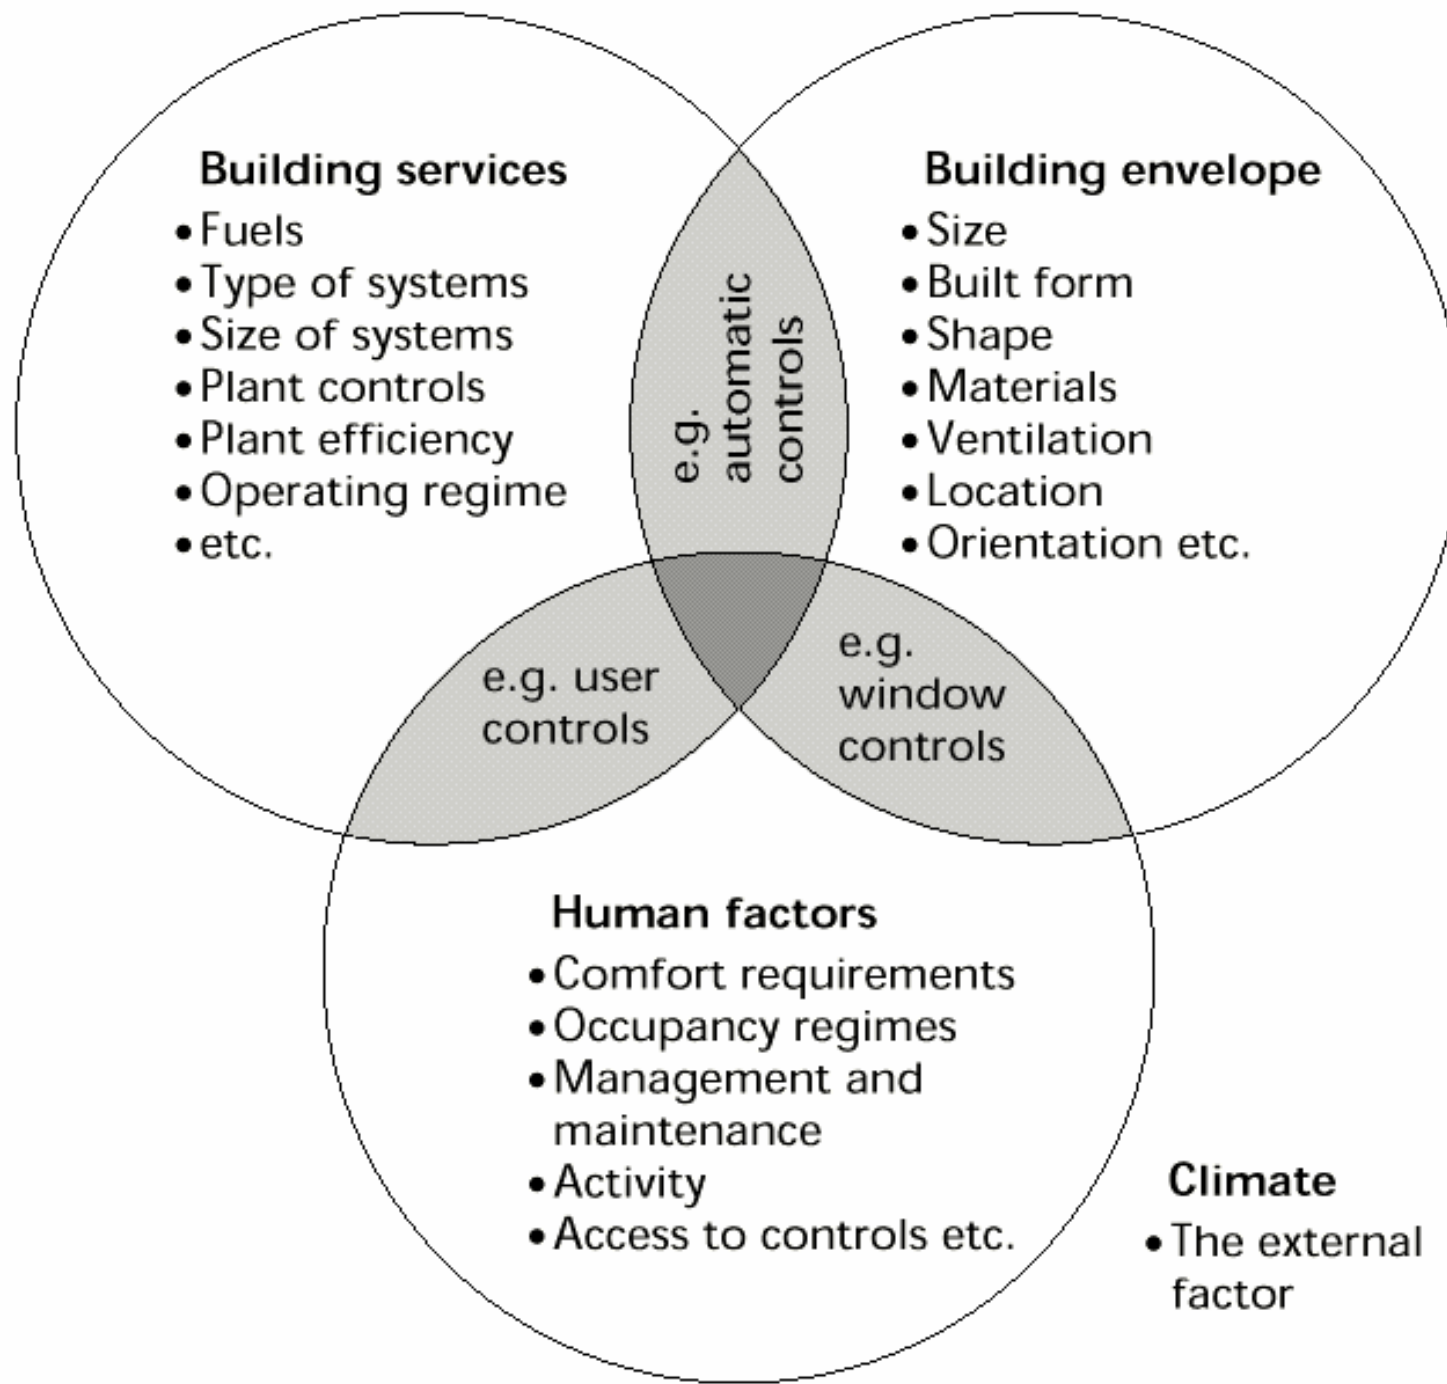 Building services
• Fuels
• Type of systems
• Size of systems
• Plant controls
• Plant efficiency
• Operating regime
• etc.
Building envelope
• Size
• Built form
• Shape
• Materials
• Ventilation
• Location
• Orientation etc.
e.g.
automatic
controls
e.g. user
controls
e.g.
window
controls
Human factors
• Comfort requirements
• Occupancy regimes
• Management and
maintenance
• Activity
• Access to controls etc.
Climate
• The external
factor